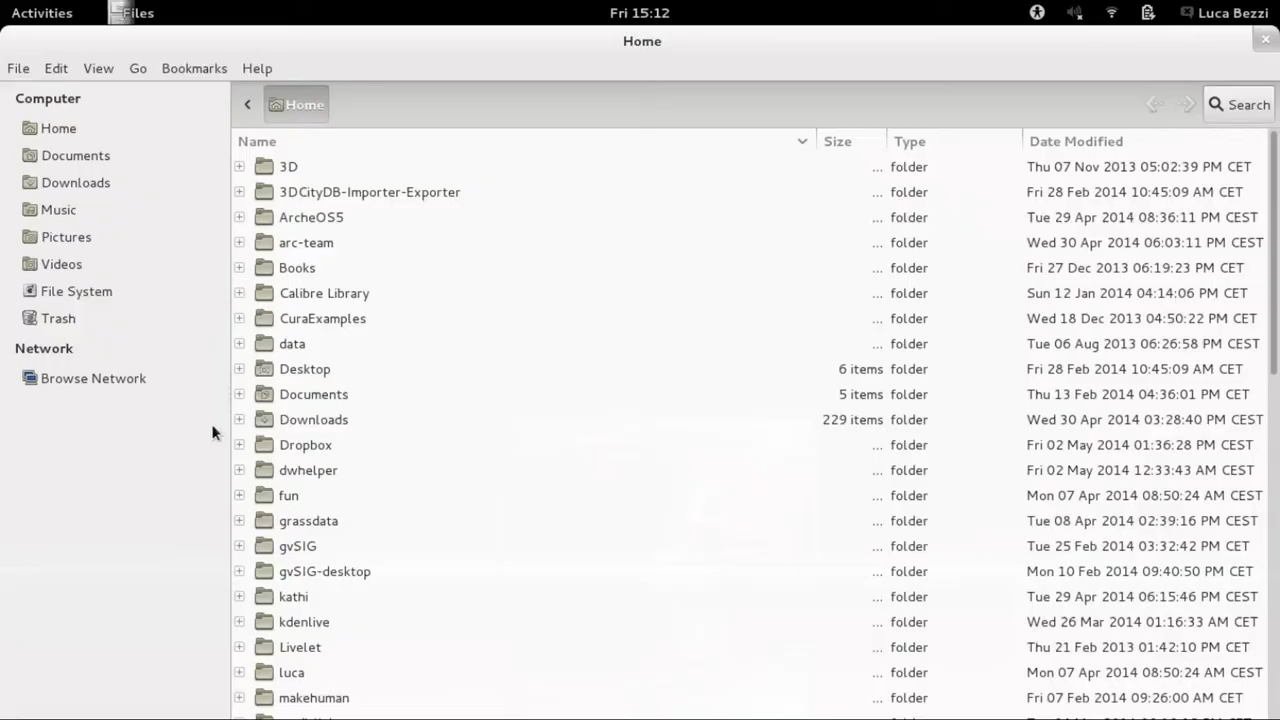 Activities Files Fri 15:12 Luca Bezzi
Home
File Edit View Go Bookmarks Help
Computer
Home
Documents
Downloads
Music
Pictures
Videos
File System
Trash
Network
Browse Network
Home Search
Name Size Type Date Modified
3D ... folder Thu 07 Nov 2013 05:02:39 PM CET
3DCityDB-Importer-Exporter ... folder Fri 28 Feb 2014 10:45:09 AM CET
ArcheOS5 ... folder Tue 29 Apr 2014 08:36:11 PM CEST
arc-team ... folder Wed 30 Apr 2014 06:03:11 PM CEST
Books ... folder Fri 27 Dec 2013 06:19:23 PM CET
Calibre Library ... folder Sun 12 Jan 2014 04:14:06 PM CET
CuraExamples ... folder Wed 18 Dec 2013 04:50:22 PM CET
data ... folder Tue 06 Aug 2013 06:26:58 PM CEST
Desktop 6 items folder Fri 28 Feb 2014 10:45:09 AM CET
Documents 5 items folder Thu 13 Feb 2014 04:36:01 PM CET
Downloads 229 items folder Wed 30 Apr 2014 03:28:40 PM CEST
Dropbox ... folder Fri 02 May 2014 01:36:28 PM CEST
dwhelper ... folder Fri 02 May 2014 12:33:43 AM CEST
fun ... folder Mon 07 Apr 2014 08:50:24 AM CEST
grassdata ... folder Tue 08 Apr 2014 02:39:16 PM CEST
gvSIG ... folder Tue 25 Feb 2014 03:32:42 PM CET
gvSIG-desktop ... folder Mon 10 Feb 2014 09:40:50 PM CET
kathi ... folder Tue 29 Apr 2014 06:15:46 PM CEST
kdenlive ... folder Wed 26 Mar 2014 01:16:33 AM CET
Livelet ... folder Thu 21 Feb 2013 01:42:10 PM CET
luca ... folder Mon 07 Apr 2014 08:50:24 AM CEST
makehuman ... folder Fri 07 Feb 2014 09:26:00 AM CET